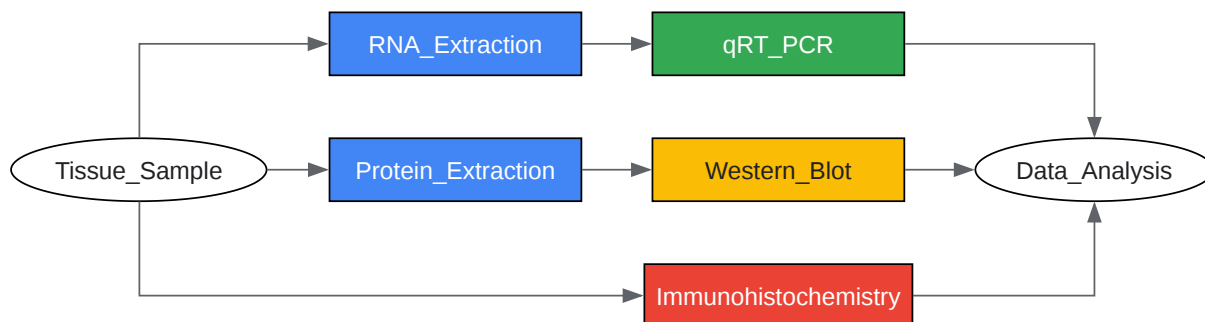 RNA_Extraction
qRT_PCR
Tissue_Sample
Protein_Extraction
Western_Blot
Data_Analysis
Immunohistochemistry